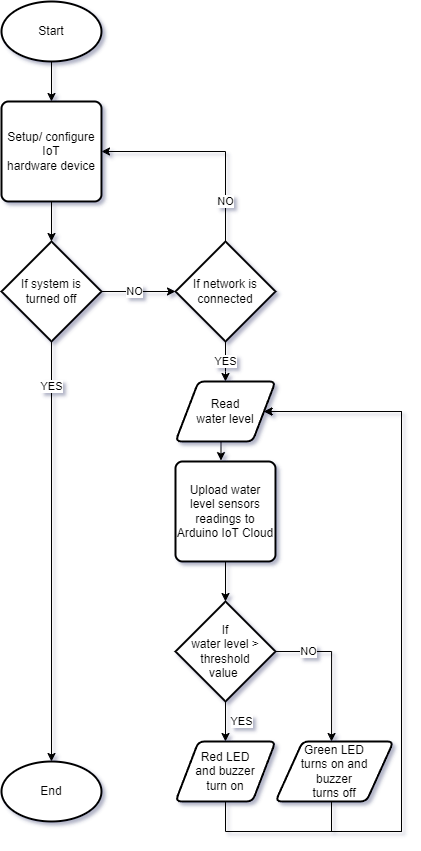 Start
Setup/ configure
IoT
hardware device
NO
If system is
turned off
NO
If network is
connected
YES
YES
Read
water level
Upload water
level sensors
readings to
Arduino IoT Cloud
If
water level >
threshold
value
NO
YES
Red LED
and buzzer
turn on
Green LED
turns on and
buzzer
turns off
End